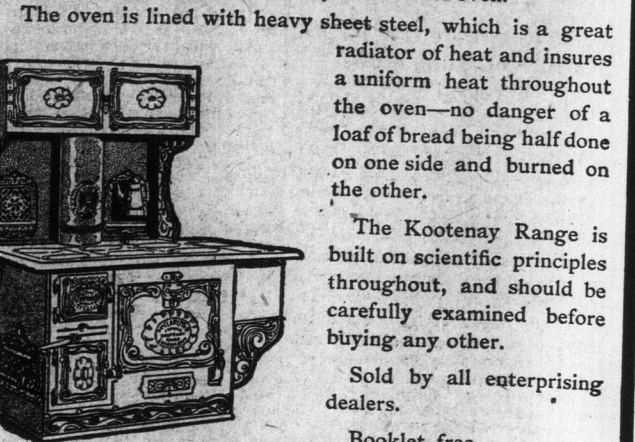 The oven is lined with heavy sheet steel, which is a great
radiator of heat and insures
a uniform heat throughout
the oven—no danger of a
loaf of bread being half done
on one side and burned on
the other.
The Kootenay Range is
built on scientific principles
throughout, and should be
carefully examined before
buying any other.
Sold by all enterprising
dealers.
Booklet free